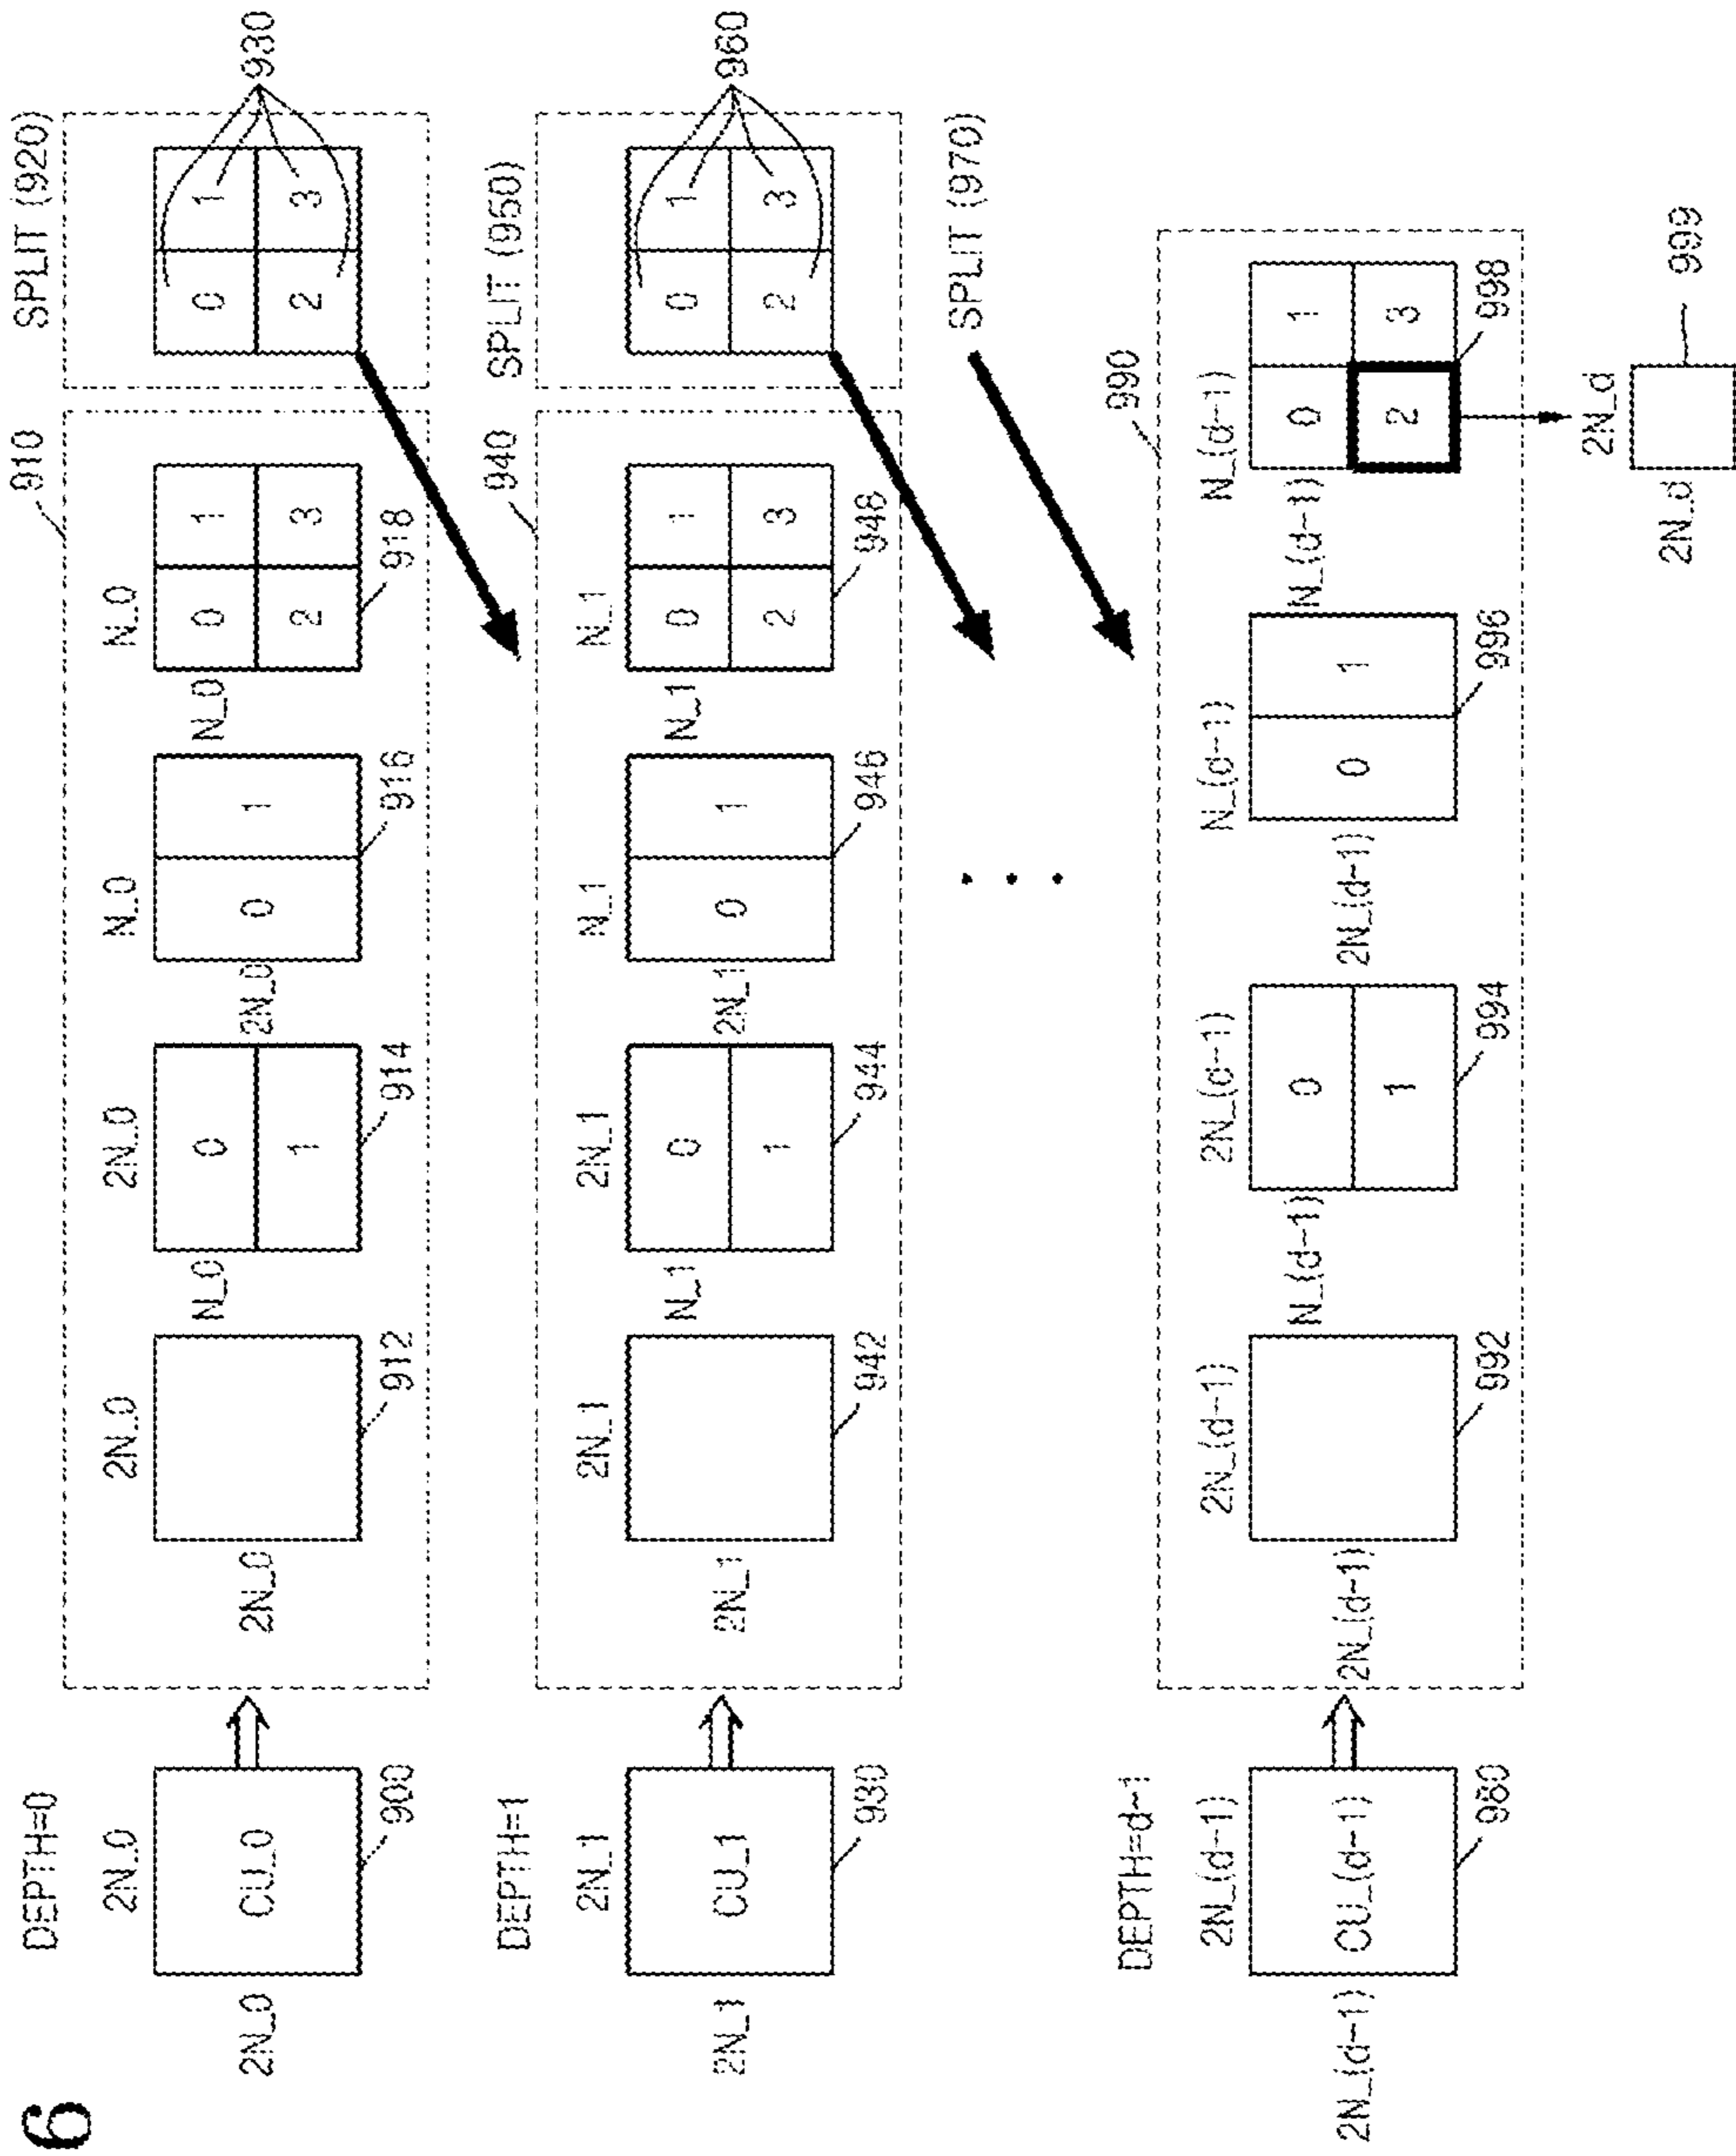 6
DEPTH=0
2N_0
2N_0
CU_0
900
910
2N_0
2N_0
912
2N_0
N_0
0
1
914
N_0
2N_0
0
1
916
N_0
N_0
0
1
2
3
918
SPLIT (920)
0
1
2
3
930
DEPTH=1
2N_1
2N_1
CU_1
930
940
2N_1
2N_1
942
2N_1
N_1
0
1
944
N_1
2N_1
0
1
946
N_1
N_1
0
1
2
3
948
SPLIT (950)
0
1
2
3
960
SPLIT (970)
DEPTH=d-1
2N_(d-1)
2N_(d-1)
CU_(d-1)
980
990
2N_(d-1)
2N_(d-1)
992
2N_(d-1)
N_(d-1)
0
1
994
N_(d-1)
2N_(d-1)
0
1
996
N_(d-1)
N_(d-1)
0
1
2
3
998
2N_d
2N_d
999